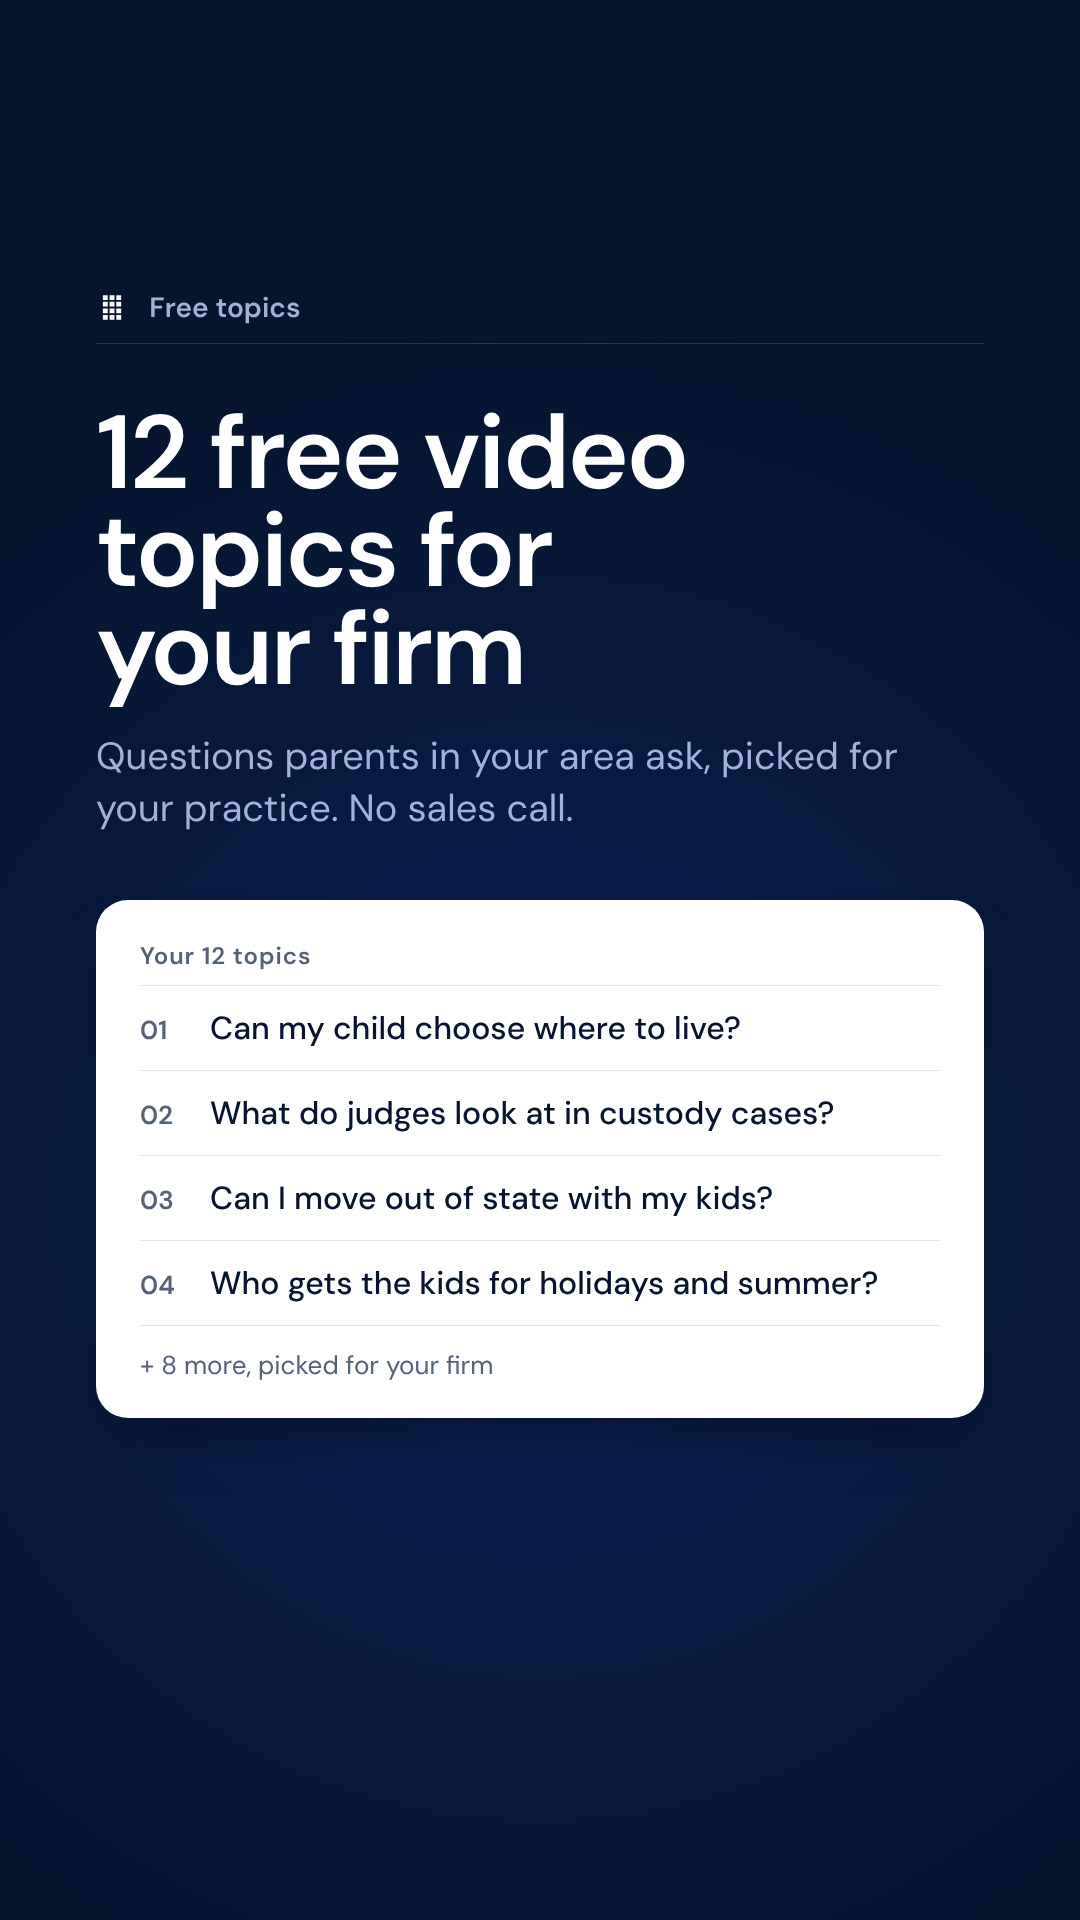 Free topics
12 free video
topics for
your firm
Questions parents in your area ask, picked for
your practice. No sales call.
Your 12 topics
01 Can my child choose where to live?
02 What do judges look at in custody cases?
03 Can I move out of state with my kids?
04 Who gets the kids for holidays and summer?
+ 8 more, picked for your firm